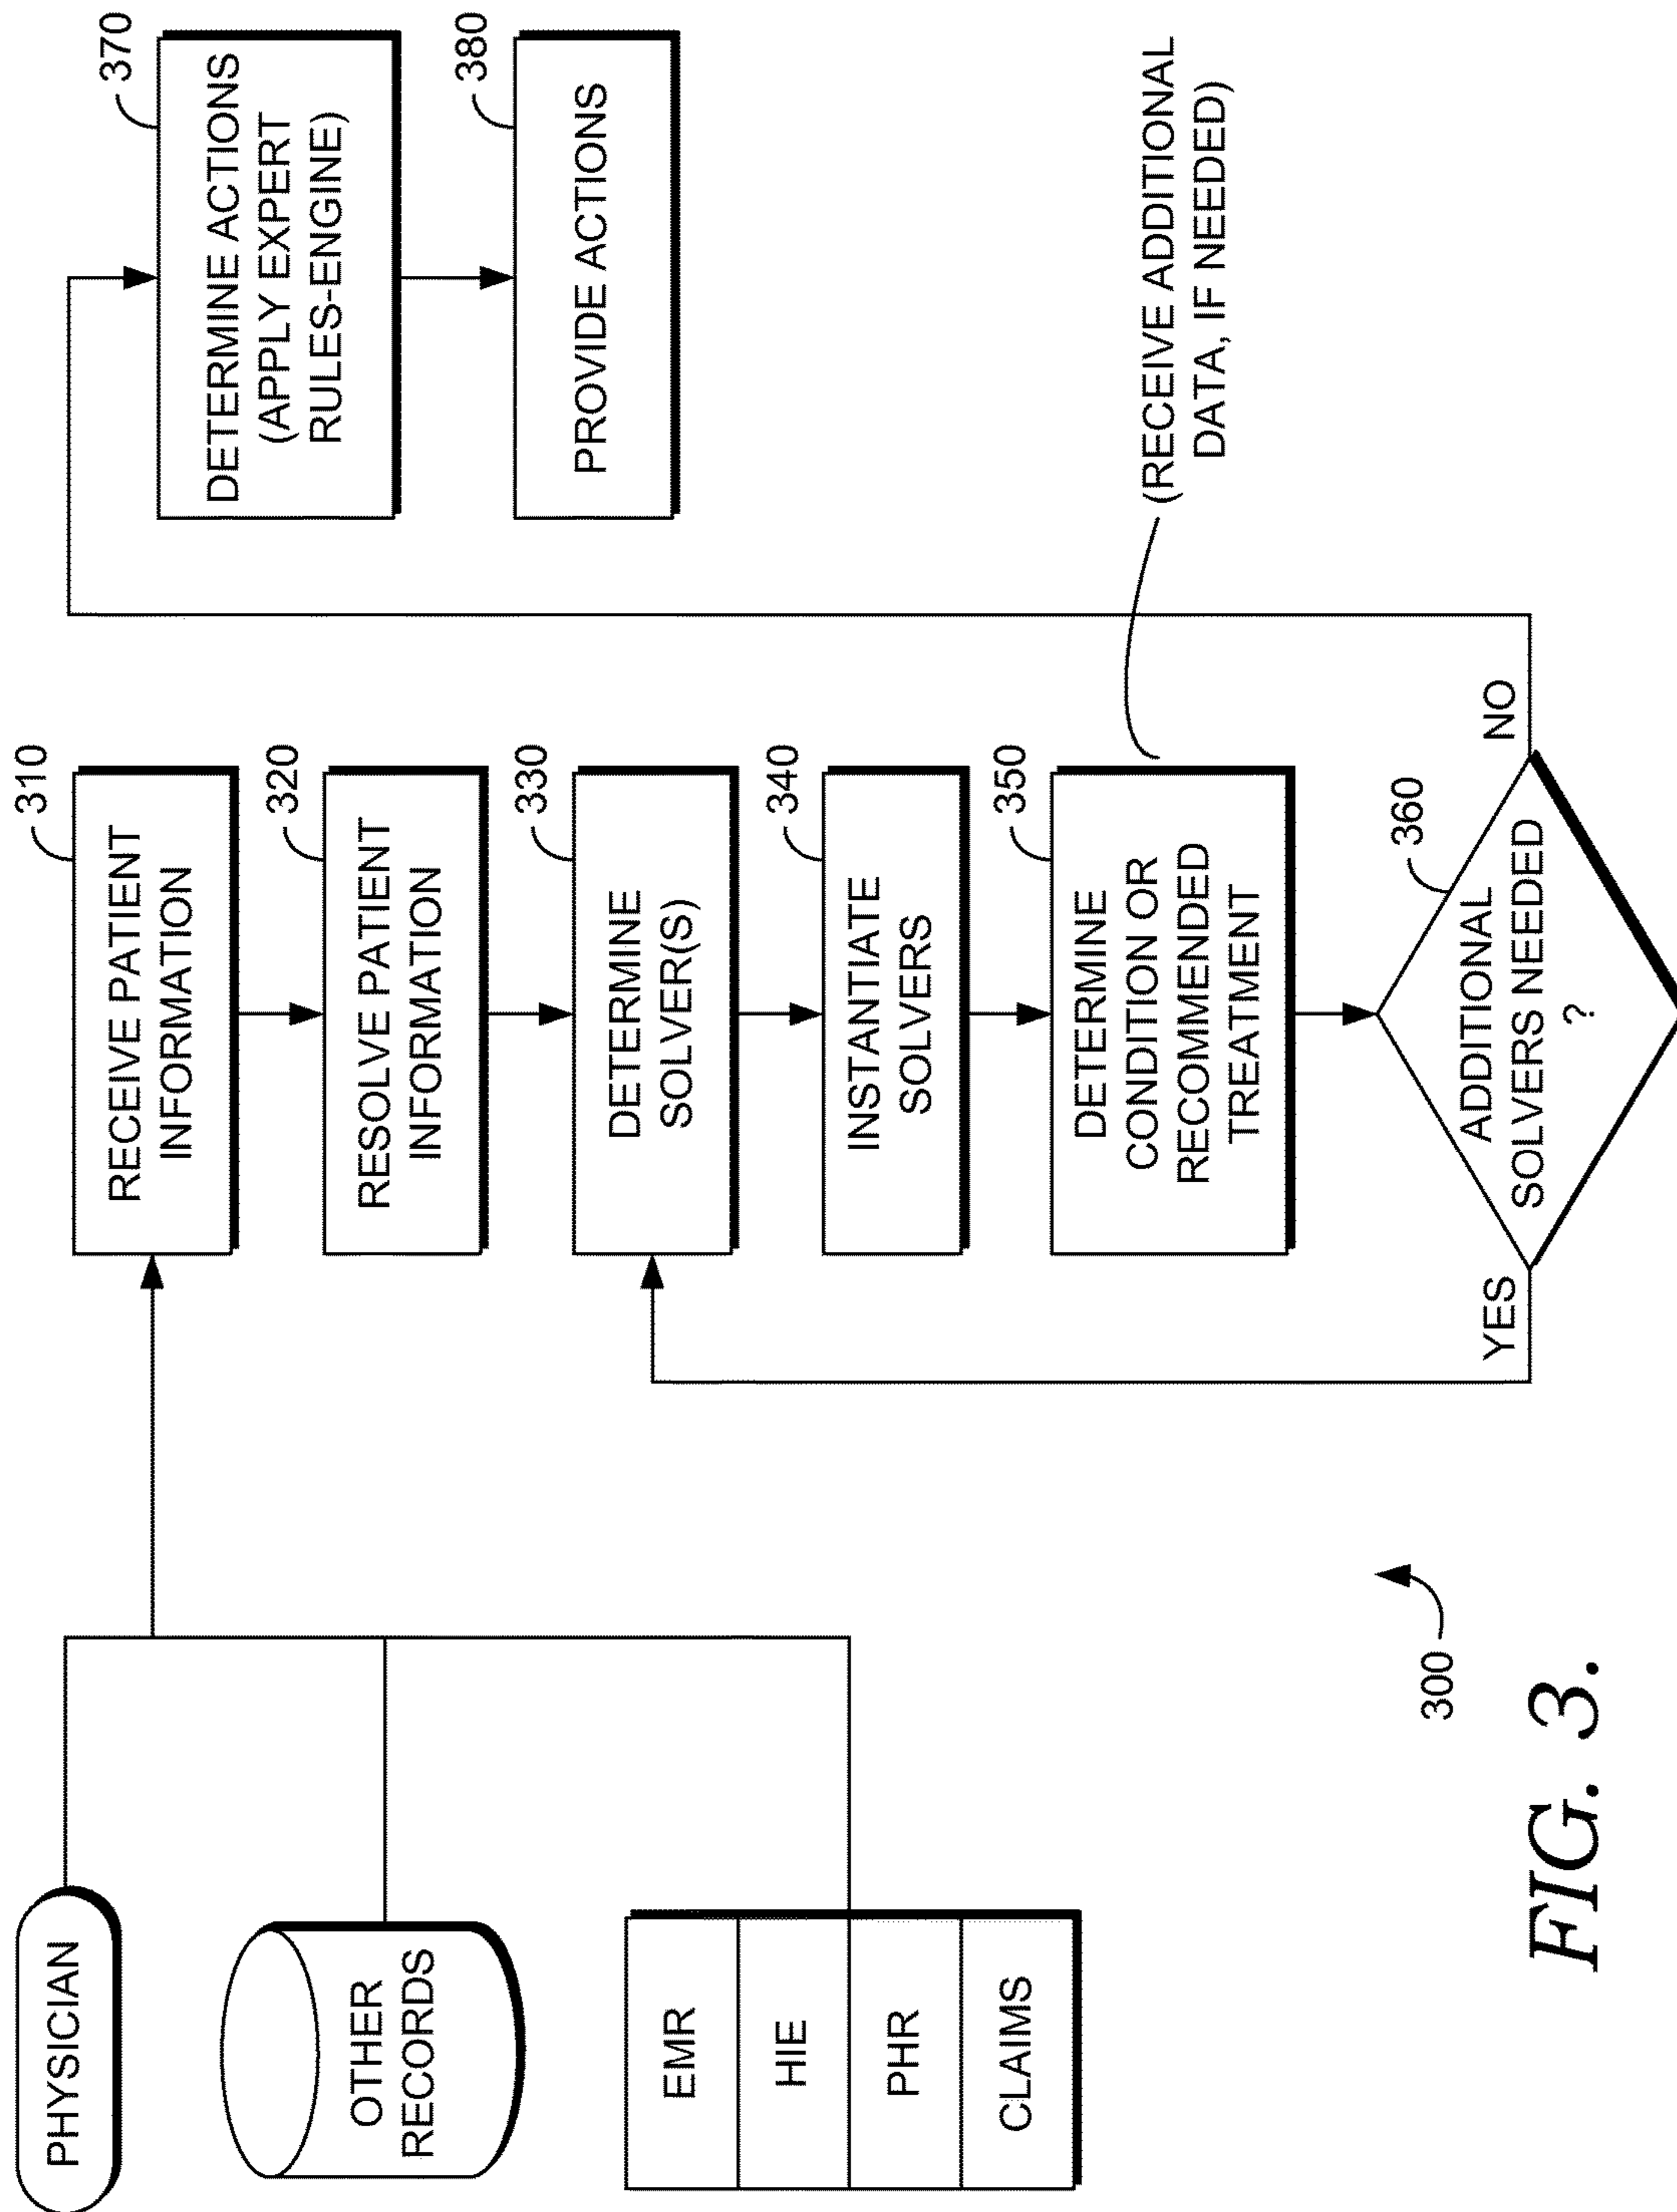 PHYSICIAN
OTHER
RECORDS
EMR
HIE
PHR
CLAIMS
310
RECEIVE PATIENT
INFORMATION
320
RESOLVE PATIENT
INFORMATION
330
DETERMINE
SOLVER(S)
340
INSTANTIATE
SOLVERS
350
DETERMINE
CONDITION OR
RECOMMENDED
TREATMENT
(RECEIVE ADDITIONAL
DATA, IF NEEDED)
360
ADDITIONAL
SOLVERS NEEDED
?
YES
NO
370
DETERMINE ACTIONS
(APPLY EXPERT
RULES-ENGINE)
380
PROVIDE ACTIONS
300
FIG. 3.